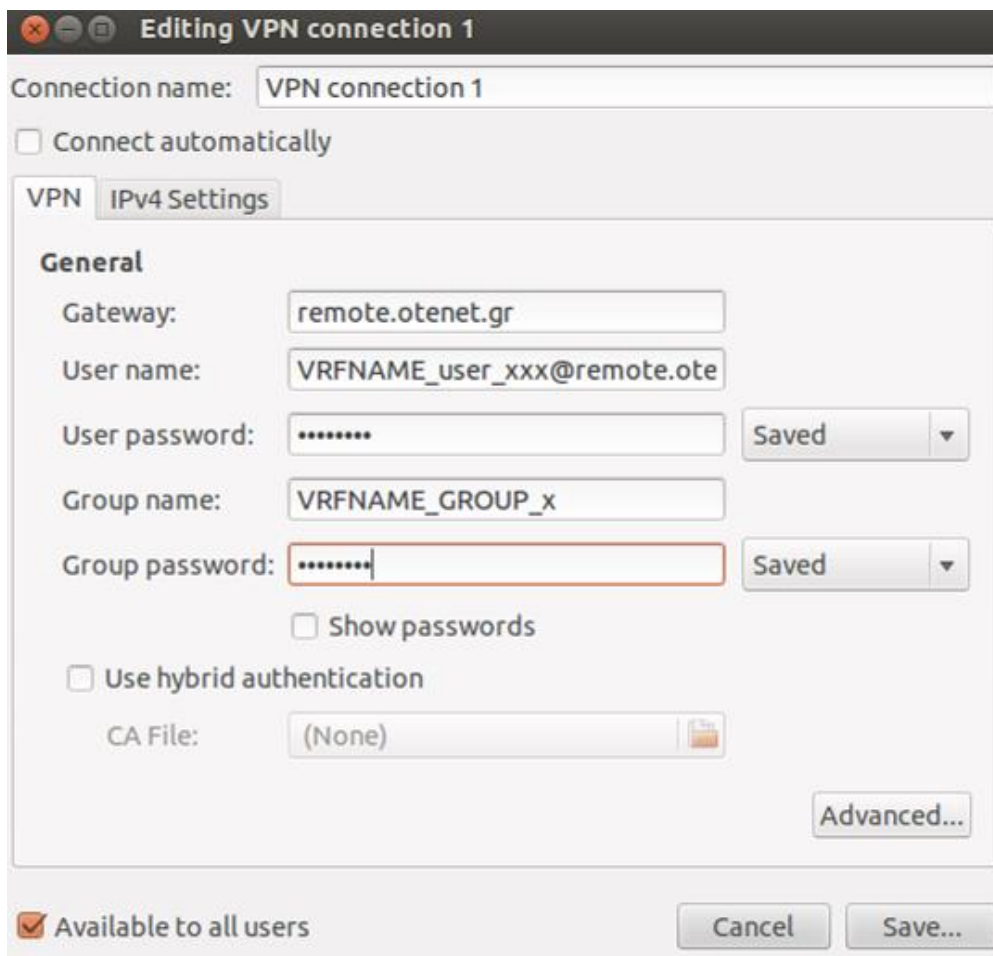 Editing VPN connection 1
Connection name: VPN connection 1
Connect automatically
VPN IPv4 Settings
General
Gateway: remote.otenet.gr
User name: VRFNAME_user_xxx@remote.ote
User password: •••••••• Saved
Group name: VRFNAME_GROUP_x
Group password: •••••••• Saved
Show passwords
Use hybrid authentication
CA File: (None)
Advanced...
Available to all users Cancel Save...